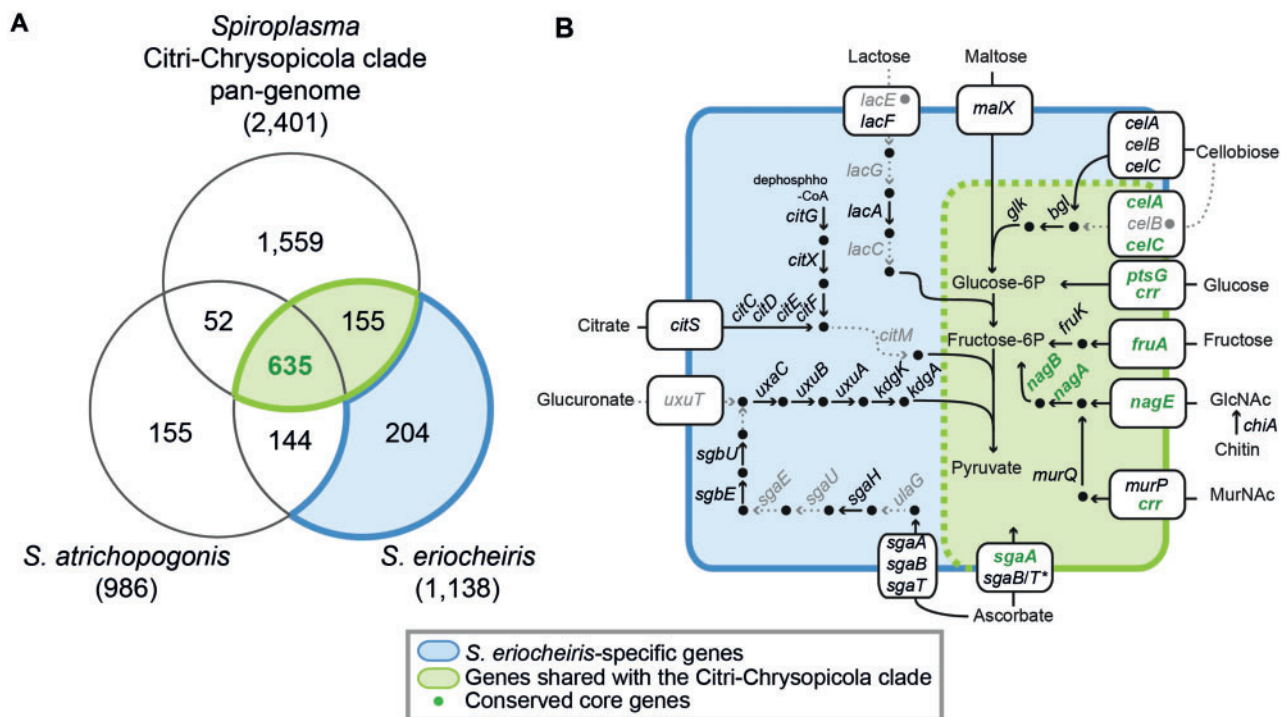 A
Spiroplasma
Citri-Chrysopicola clade
pan-genome
(2,401)
1,559
52
155
635
155
144
204
S. atrichopogonis
(986)
S. eriocheiris
(1,138)
B
Lactose
Maltose
lacE
lacF
malX
celA
celB
celC
Cellobiose
lacG
dephosphho
-CoA
citG
lacA
glk
bgl
celA
celB
celC
citX
lacC
Glucose-6P
ptsG
crr
Glucose
Citrate
citS
citC
citD
citE
citF
citM
Fructose-6P
fruK
fruA
Fructose
Glucuronate
uxuT
uxaC
uxuB
uxuA
kdgK
kdgA
nagB
nagA
nagE
GlcNAc
chiA
Chitin
sgbU
Pyruvate
murQ
murP
crr
MurNAc
sgbE
sgaE
sgaU
sgaH
ulaG
sgaA
sgaB
sgaT
sgaA
sgaB/T*
Ascorbate
S. eriocheiris-specific genes
Genes shared with the Citri-Chrysopicola clade
Conserved core genes